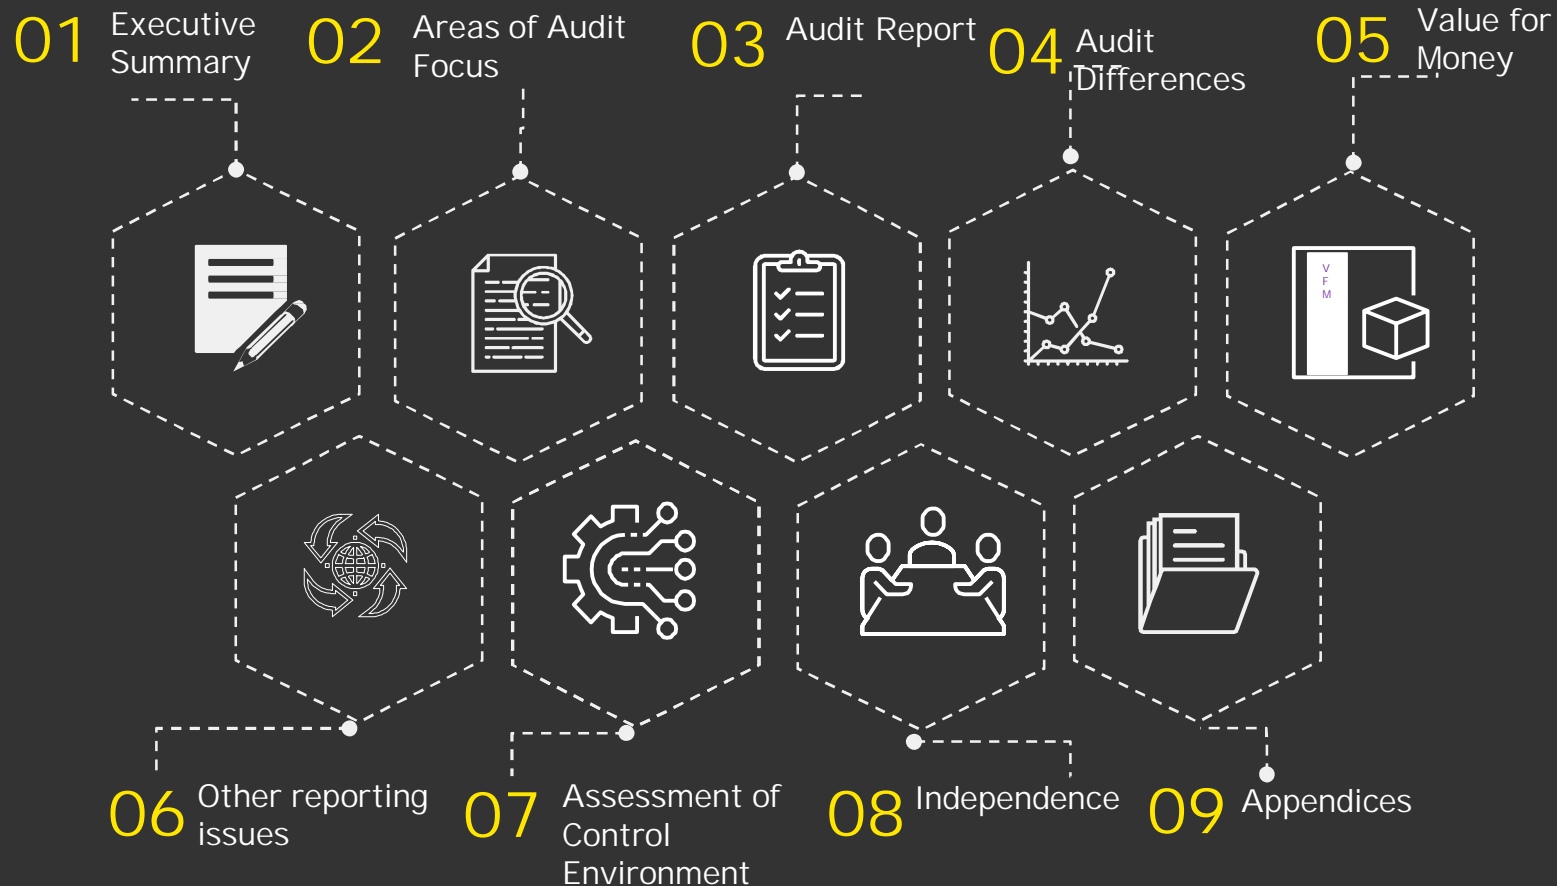 01 Executive
Summary
02 Areas of Audit
Focus
03 Audit Report
04 Audit
Differences
05 Value for
Money
V
F
M
06 Other reporting
issues
07 Assessment of
Control
Environment
08 Independence
09 Appendices